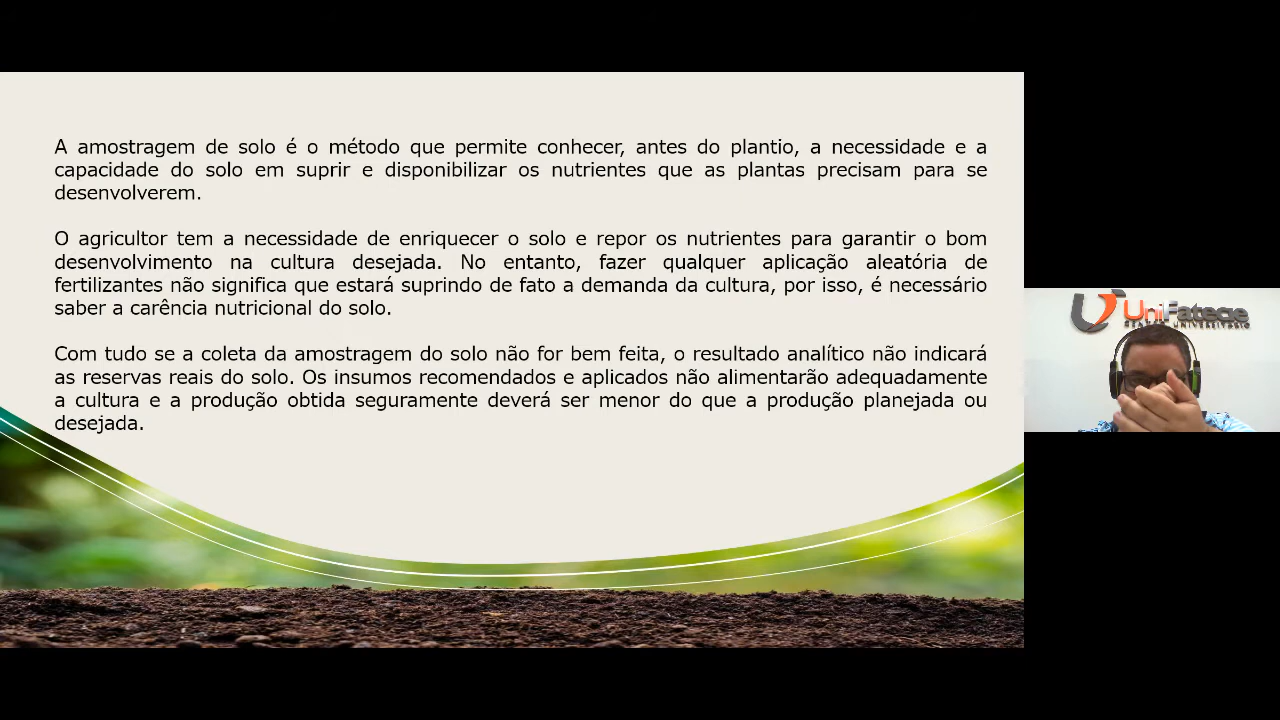 A amostragem de solo é o método que permite conhecer, antes do plantio, a necessidade e a
capacidade do solo em suprir e disponibilizar os nutrientes que as plantas precisam para se
desenvolverem.
O agricultor tem a necessidade de enriquecer o solo e repor os nutrientes para garantir o bom
desenvolvimento na cultura desejada. No entanto, fazer qualquer aplicação aleatória de
fertilizantes não significa que estará suprindo de fato a demanda da cultura, por isso, é necessário
saber a carência nutricional do solo.
Com tudo se a coleta da amostragem do solo não for bem feita, o resultado analítico não indicará
as reservas reais do solo. Os insumos recomendados e aplicados não alimentarão adequadamente
a cultura e a produção obtida seguramente deverá ser menor do que a produção planejada ou
desejada.
UniFatecie
CENTRO UNIVERSITÁRIO